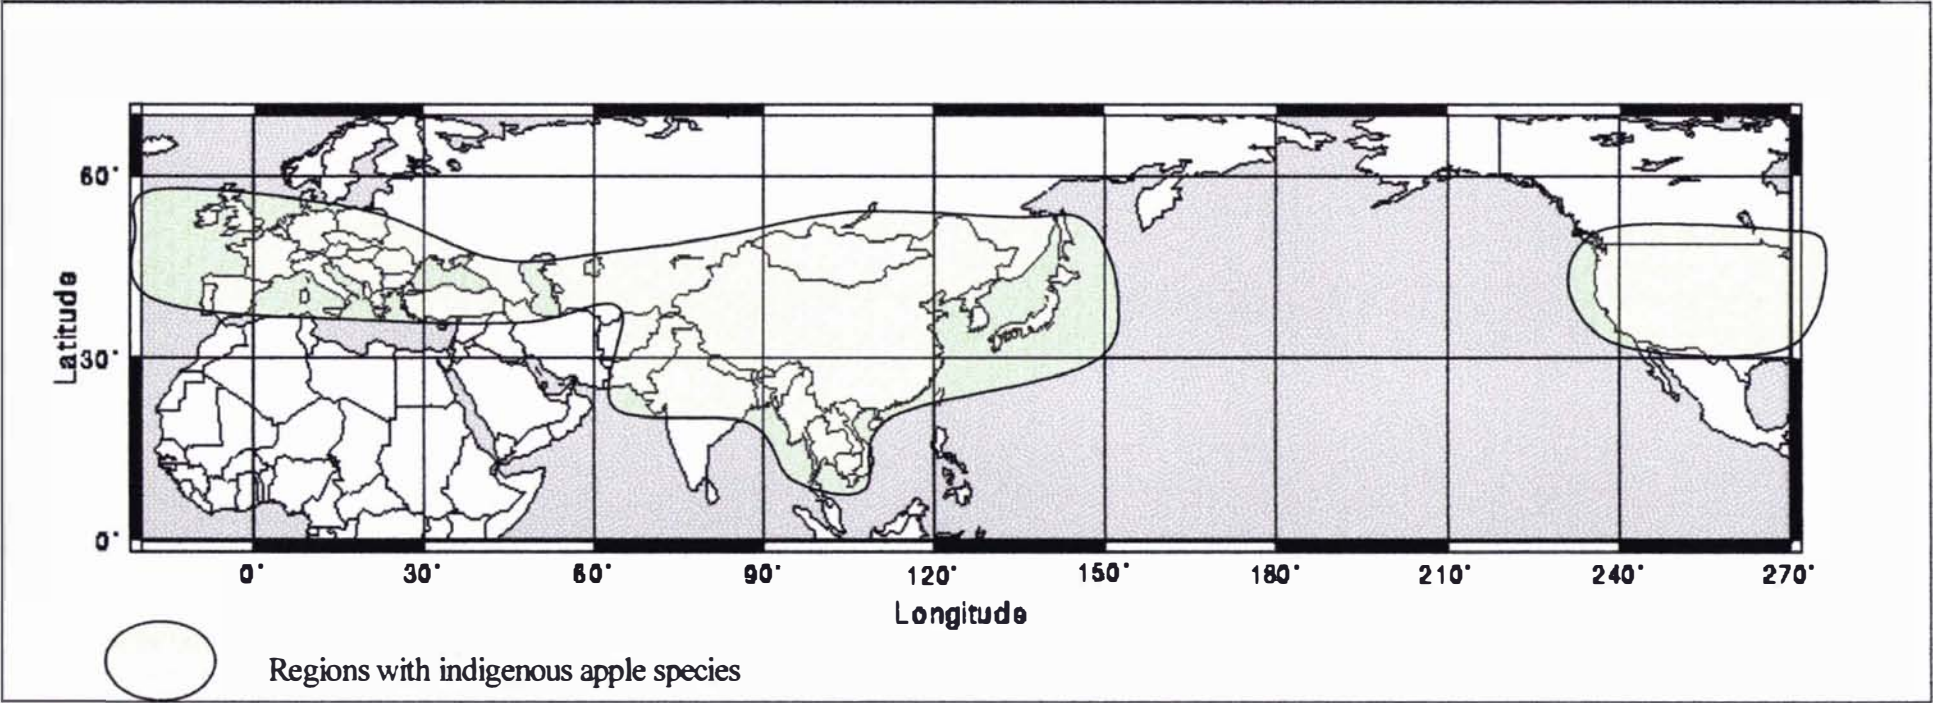 60°
30°
0°
Latitude
0° 30° 60° 90° 120° 150° 180° 210° 240° 270°
Longitude
Regions with indigenous apple species